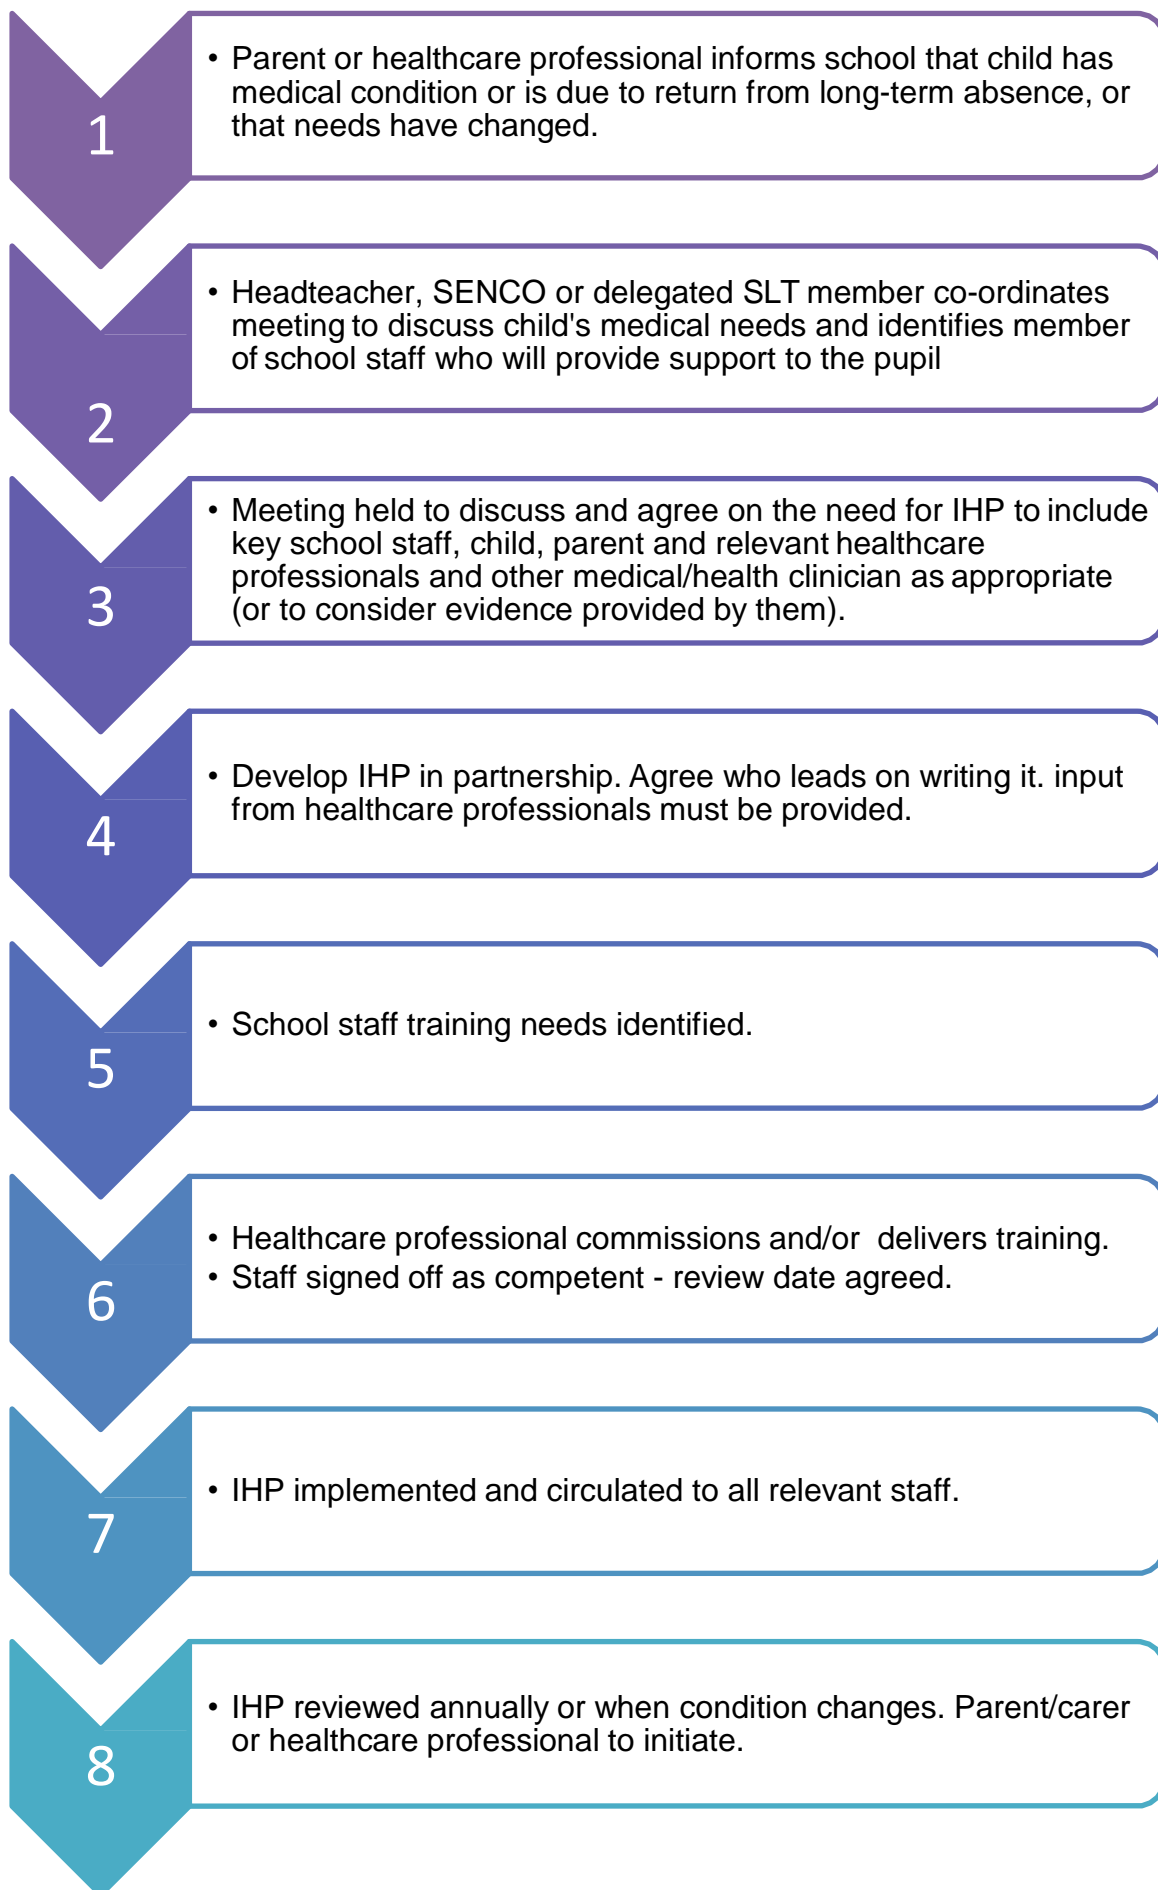 1
• Parent or healthcare professional informs school that child has
medical condition or is due to return from long-term absence, or
that needs have changed.
2
• Headteacher, SENCO or delegated SLT member co-ordinates
meeting to discuss child's medical needs and identifies member
of school staff who will provide support to the pupil
3
• Meeting held to discuss and agree on the need for IHP to include
key school staff, child, parent and relevant healthcare
professionals and other medical/health clinician as appropriate
(or to consider evidence provided by them).
4
• Develop IHP in partnership. Agree who leads on writing it. input
from healthcare professionals must be provided.
5
• School staff training needs identified.
6
• Healthcare professional commissions and/or  delivers training.
• Staff signed off as competent - review date agreed.
7
• IHP implemented and circulated to all relevant staff.
8
• IHP reviewed annually or when condition changes. Parent/carer
or healthcare professional to initiate.